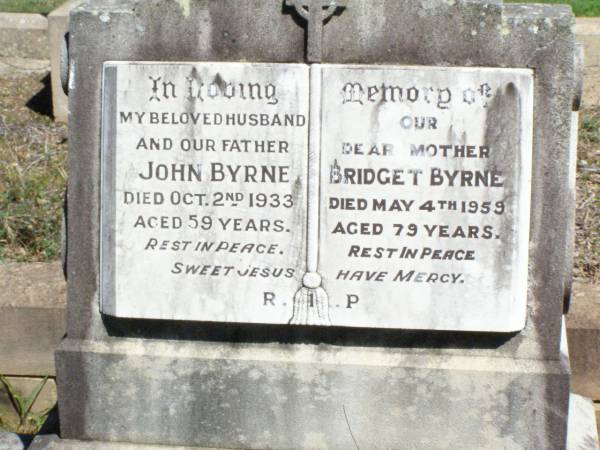 In Loving Memory of
MY BELOVED HUSBAND
AND OUR FATHER
JOHN BYRNE
DIED OCT. 2ND 1933
AGED 59 YEARS.
REST IN PEACE.
OUR
DEAR MOTHER
BRIDGET BYRNE
DIED MAY 4TH 1959
AGED 79 YEARS.
REST IN PEACE
SWEET JESUS HAVE MERCY.
R. I. P